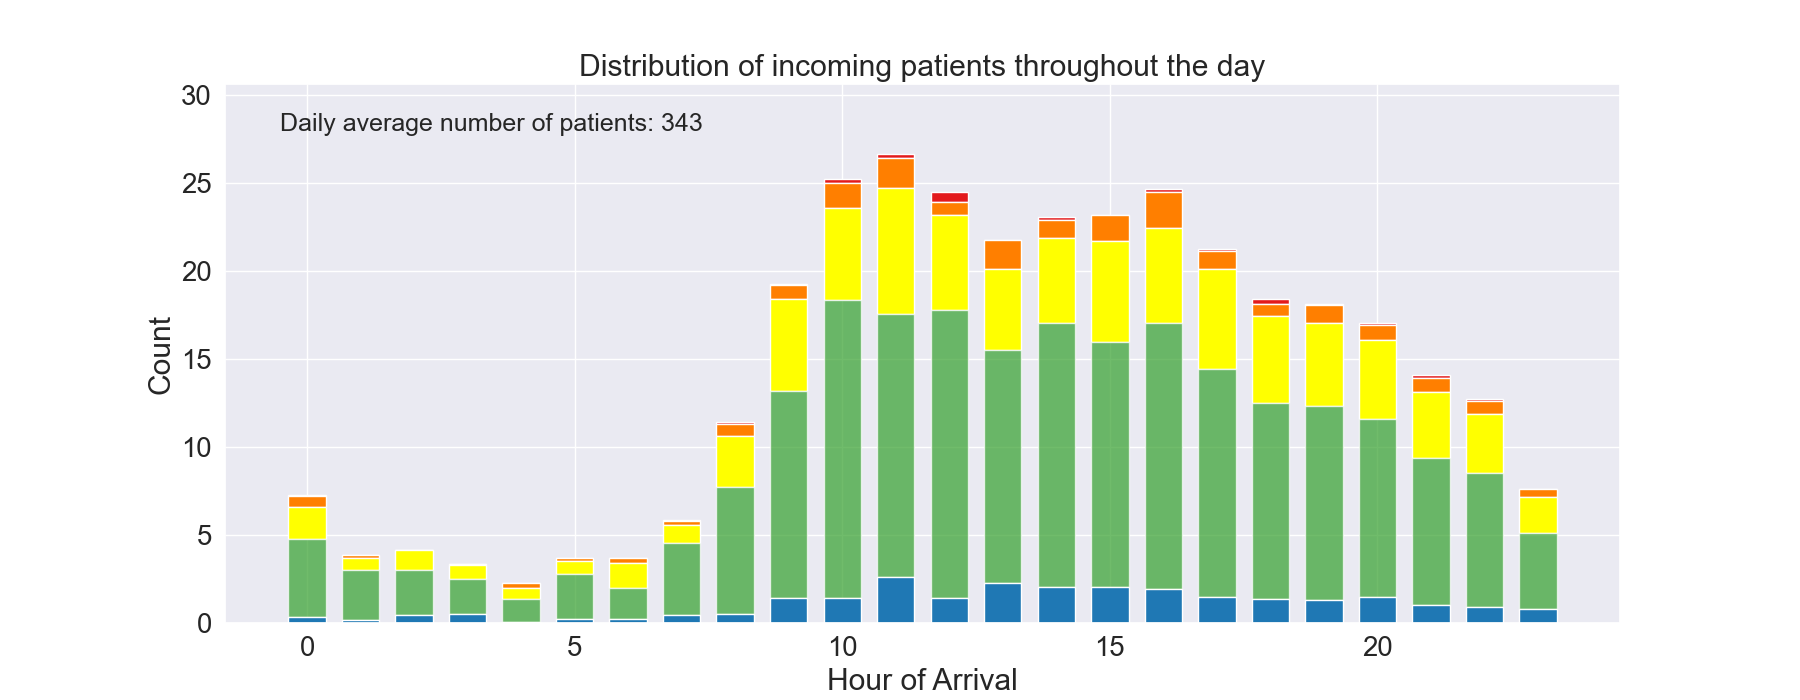 Distribution of incoming patients throughout the day
30
Daily average number of patients: 343
25
20
15
10
5
0
Count
0 5 10 15 20
Hour of Arrival